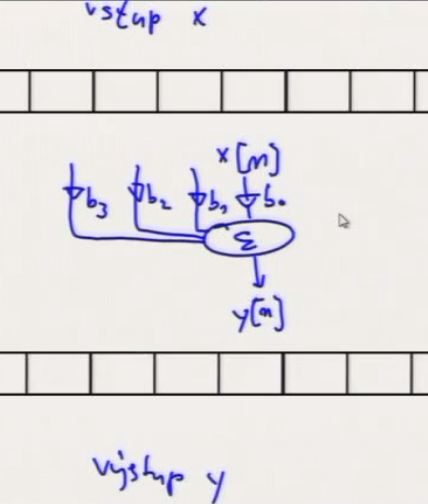 vstup x
x[n]
b3 b2 b1 b0
Σ
y[n]
výstup y